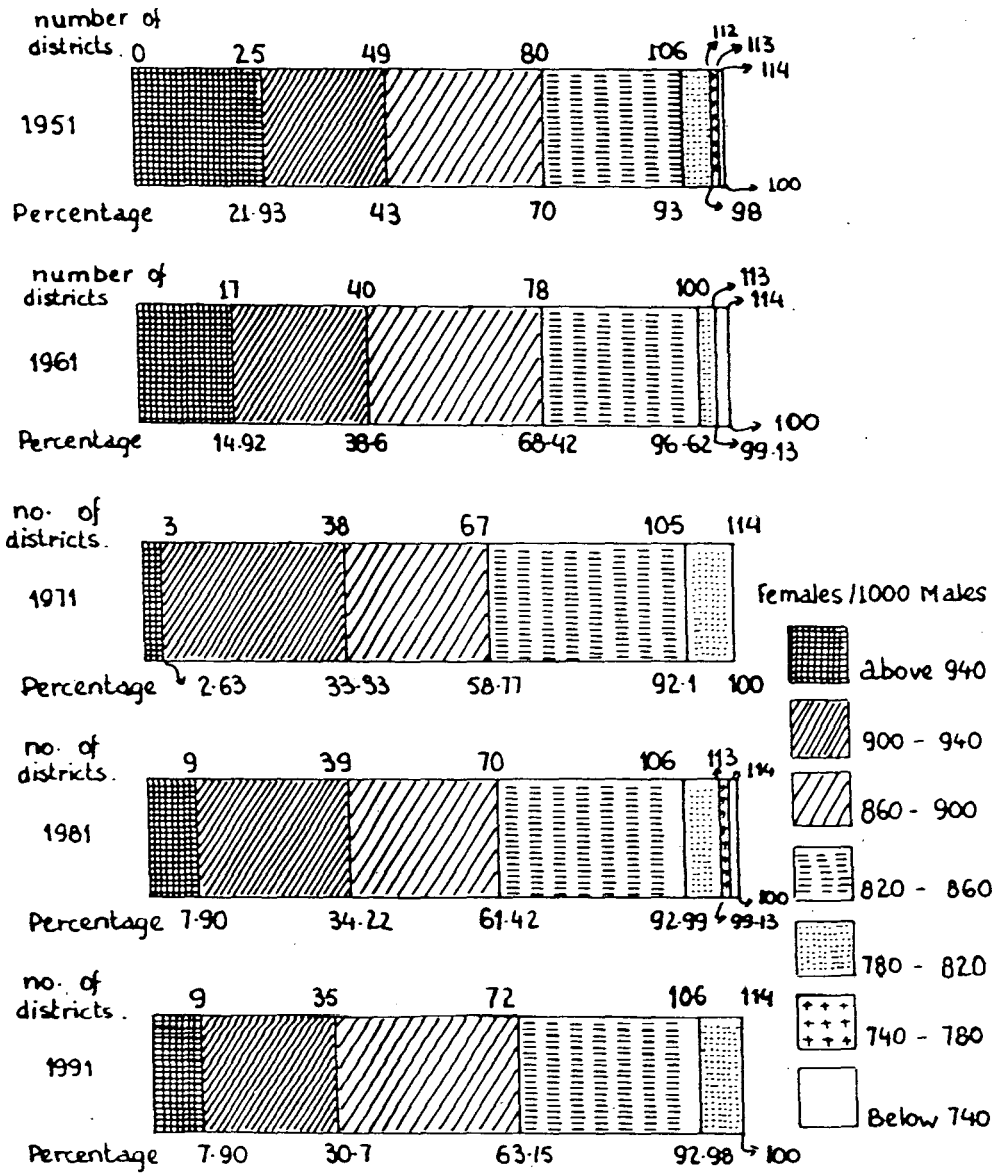 number of
districts. 0 25 49 80 106 112 113 114
1951
100
Percentage 21.93 43 70 93 98
number of
districts 17 40 78 100 113 114
1961
100
Percentage 14.92 38.6 68.42 96.62 99.13
no. of
districts. 3 38 67 105 114
1971
Percentage 2.63 33.33 58.77 92.1 100
no. of
districts. 9 39 70 106 113 114
1981
100
Percentage 7.90 34.22 61.42 92.99 99.13
no. of
districts. 9 35 72 106 114
1991
Percentage 7.90 30.7 63.15 92.98 100
Females/1000 Males
above 940
900 - 940
860 - 900
820 - 860
780 - 820
740 - 780
Below 740